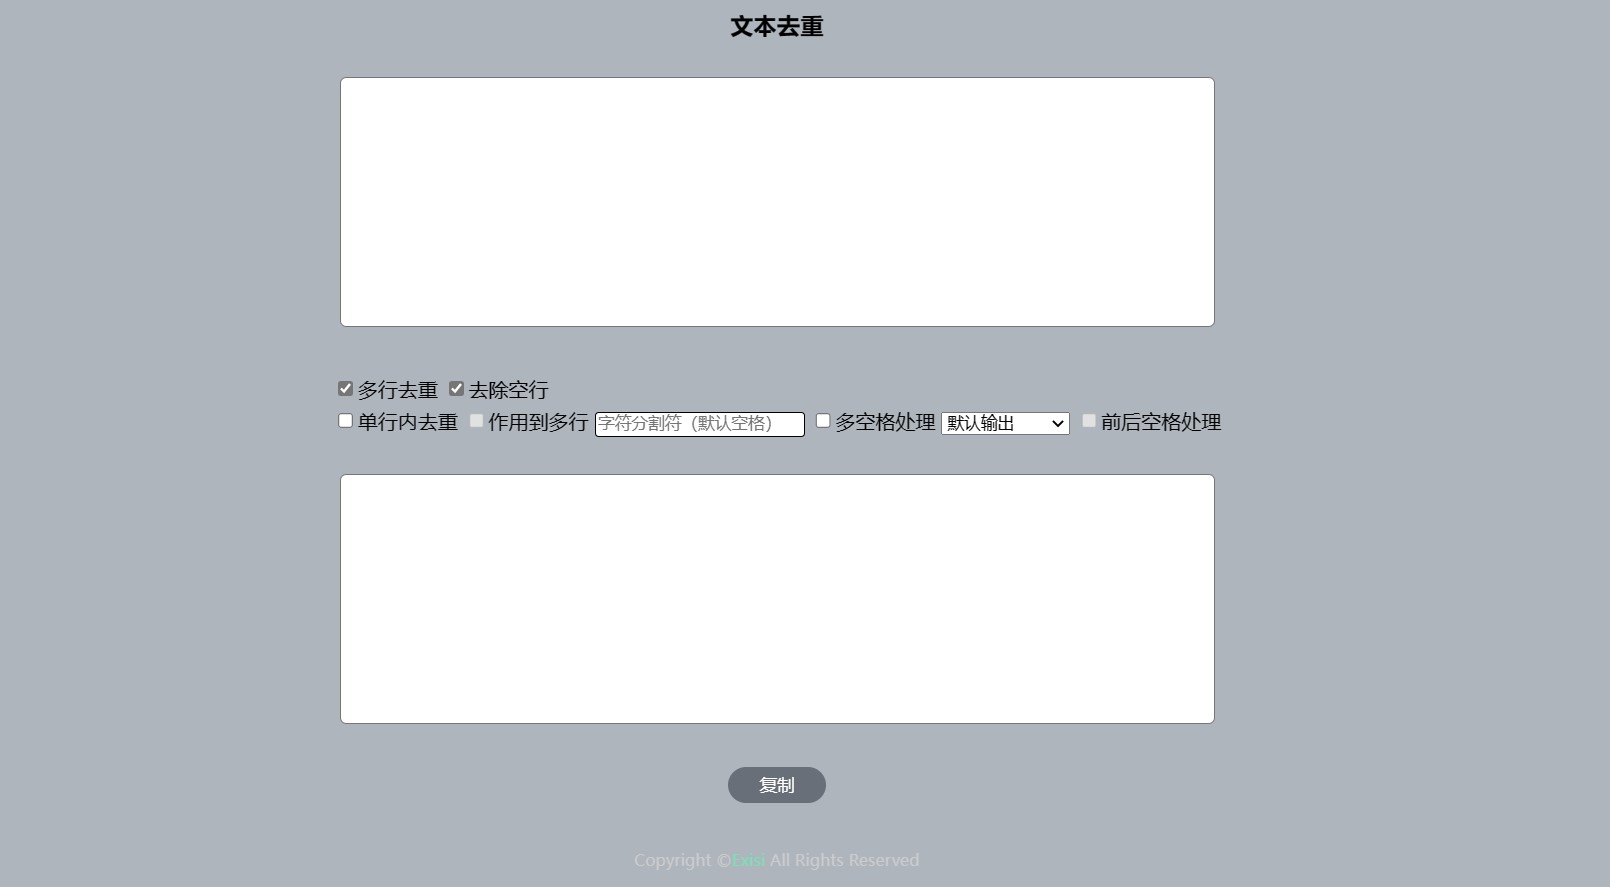 文本去重
多行去重 去除空行
单行内去重 作用到多行 字符分割符（默认空格） 多空格处理 默认输出 前后空格处理
复制
Copyright ©Exisi All Rights Reserved